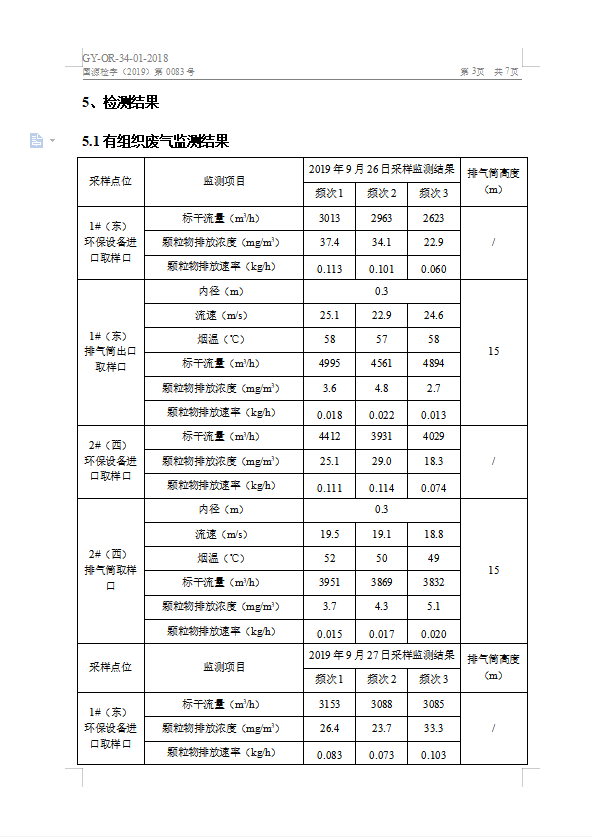 GY-OR-34-01-2018
国源检字（2019）第 0083 号 第 3页 共 7页
5、检测结果
5.1 有组织废气监测结果
采样点位 监测项目 2019 年 9 月 26 日采样监测结果 排气筒高度（m）
频次 1 频次 2 频次 3
1#（东）环保设备进口取样口 标干流量（m³/h） 3013 2963 2623 /
颗粒物排放浓度（mg/m³） 37.4 34.1 22.9
颗粒物排放速率（kg/h） 0.113 0.101 0.060
1#（东）排气筒出口取样口 内径（m） 0.3 15
流速（m/s） 25.1 22.9 24.6
烟温（℃） 58 57 58
标干流量（m³/h） 4995 4561 4894
颗粒物排放浓度（mg/m³） 3.6 4.8 2.7
颗粒物排放速率（kg/h） 0.018 0.022 0.013
2#（西）环保设备进口取样口 标干流量（m³/h） 4412 3931 4029 /
颗粒物排放浓度（mg/m³） 25.1 29.0 18.3
颗粒物排放速率（kg/h） 0.111 0.114 0.074
2#（西）排气筒取样口 内径（m） 0.3 15
流速（m/s） 19.5 19.1 18.8
烟温（℃） 52 50 49
标干流量（m³/h） 3951 3869 3832
颗粒物排放浓度（mg/m³） 3.7 4.3 5.1
颗粒物排放速率（kg/h） 0.015 0.017 0.020
采样点位 监测项目 2019 年 9 月 27 日采样监测结果 排气筒高度（m）
频次 1 频次 2 频次 3
1#（东）环保设备进口取样口 标干流量（m³/h） 3153 3088 3085 /
颗粒物排放浓度（mg/m³） 26.4 23.7 33.3
颗粒物排放速率（kg/h） 0.083 0.073 0.103